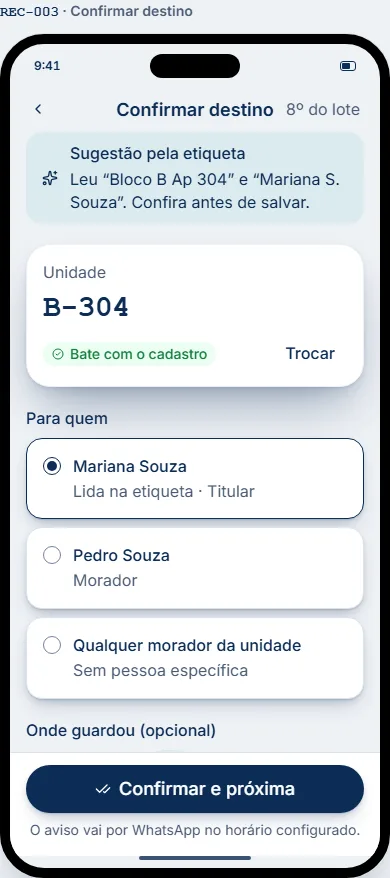 REC-003 · Confirmar destino
9:41
Confirmar destino 8º do lote
Sugestão pela etiqueta
Leu “Bloco B Ap 304” e “Mariana S.
Souza”. Confira antes de salvar.
Unidade
B-304
Bate com o cadastro Trocar
Para quem
Mariana Souza
Lida na etiqueta · Titular
Pedro Souza
Morador
Qualquer morador da unidade
Sem pessoa específica
Onde guardou (opcional)
Confirmar e próxima
O aviso vai por WhatsApp no horário configurado.